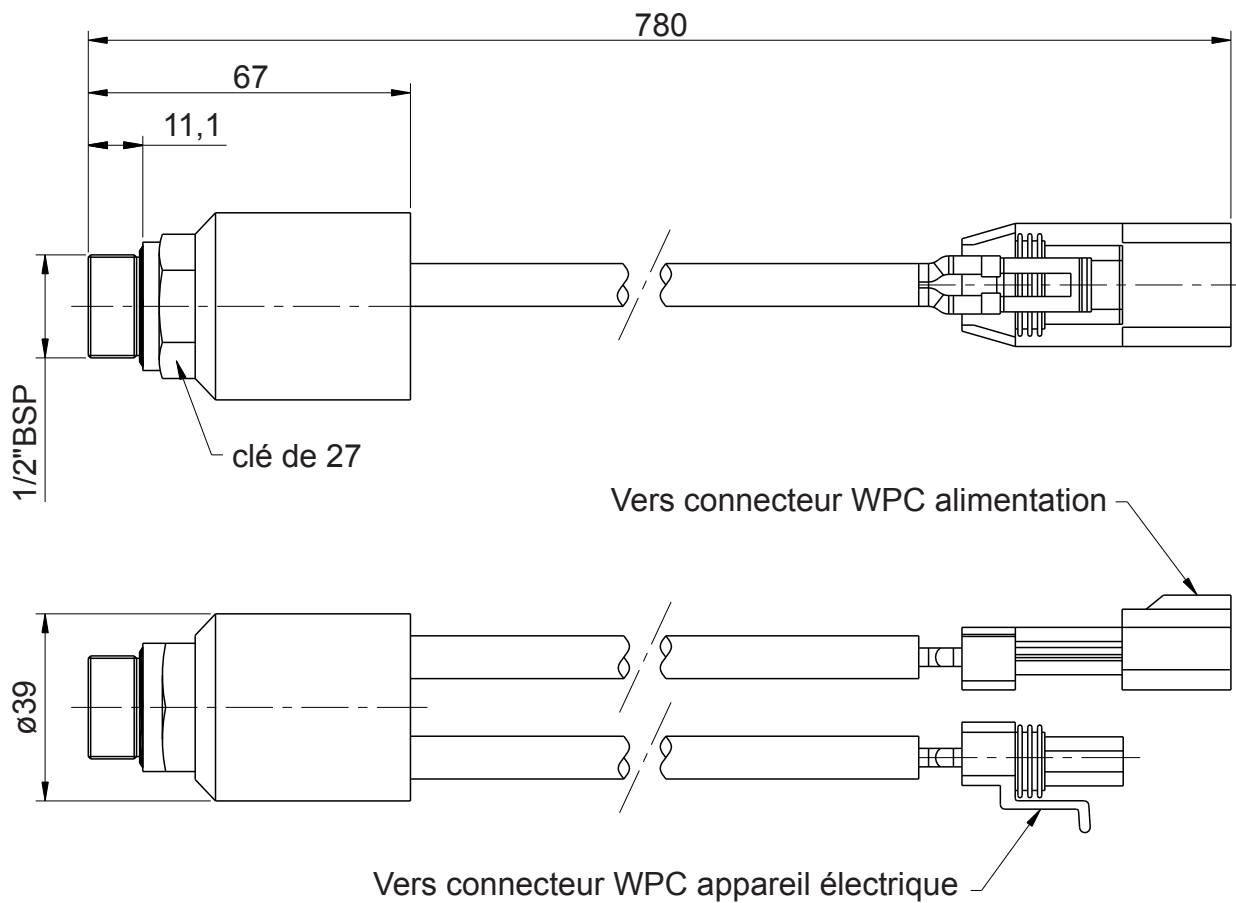 780
67
11,1
1/2"BSP
clé de 27
Vers connecteur WPC alimentation
ø39
Vers connecteur WPC appareil électrique